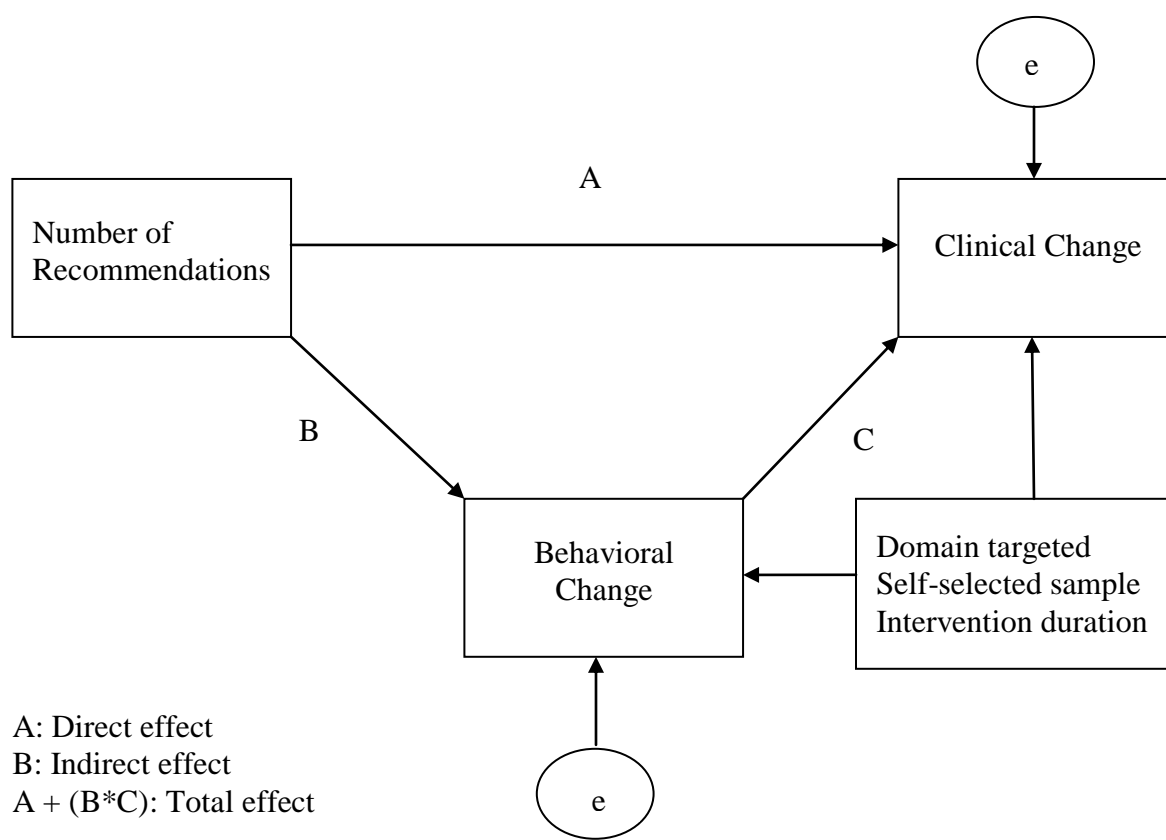 e
A
Number of
Recommendations
Clinical Change
B
C
Behavioral
Change
Domain targeted
Self-selected sample
Intervention duration
A: Direct effect
B: Indirect effect
A + (B*C): Total effect
e